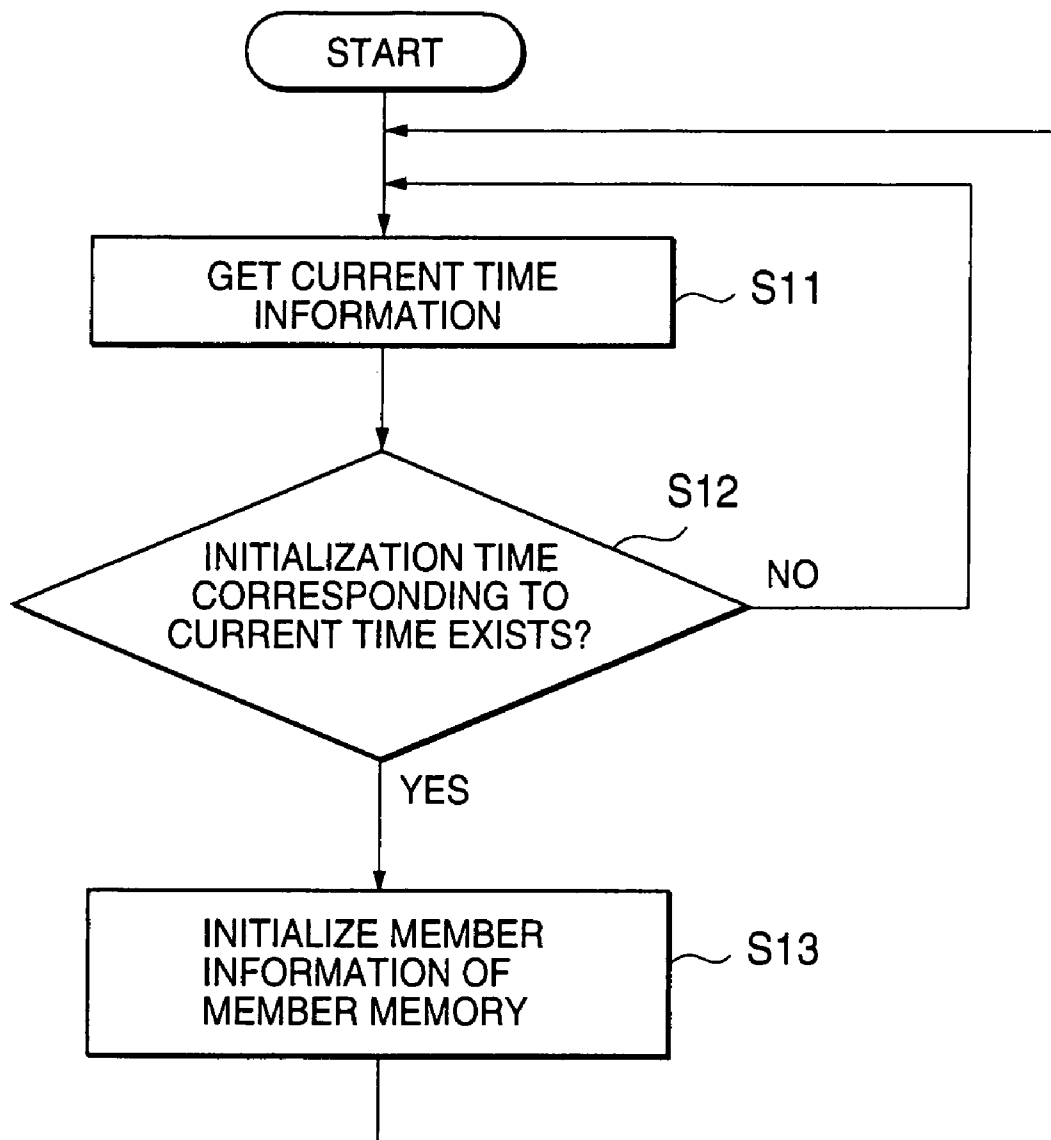 START
GET CURRENT TIME
INFORMATION
S11
S12
INITIALIZATION TIME
CORRESPONDING TO
CURRENT TIME EXISTS?
NO
YES
INITIALIZE MEMBER
INFORMATION OF
MEMBER MEMORY
S13